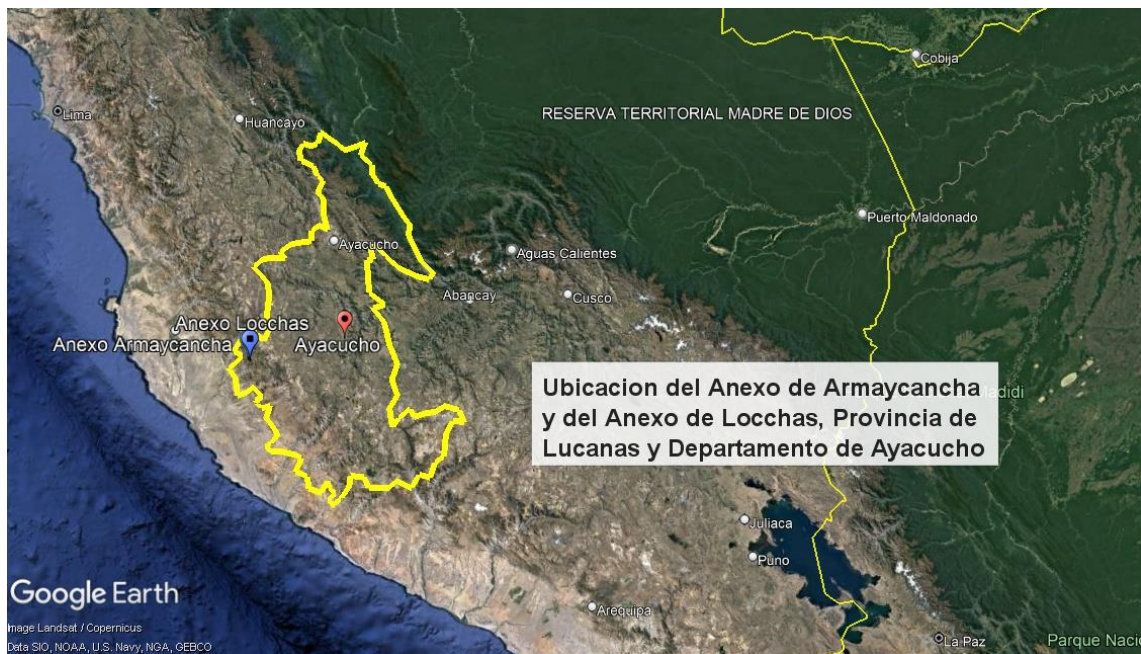 Cobija
Lima
Huancayo
RESERVA TERRITORIAL MADRE DE DIOS
Puerto Maldonado
Ayacucho
Aguas Calientes
Abancay
Cusco
Anexo Locchas
Anexo Armaycancha
Ayacucho
Ubicacion del Anexo de Armaycancha
y del Anexo de Locchas, Provincia de
Lucanas y Departamento de Ayacucho
Madidi
Juliaca
Puno
Google Earth
Arequipa
Image Landsat / Copernicus
Data SIO, NOAA, U.S. Navy, NGA, GEBCO
La Paz
Parque Naci